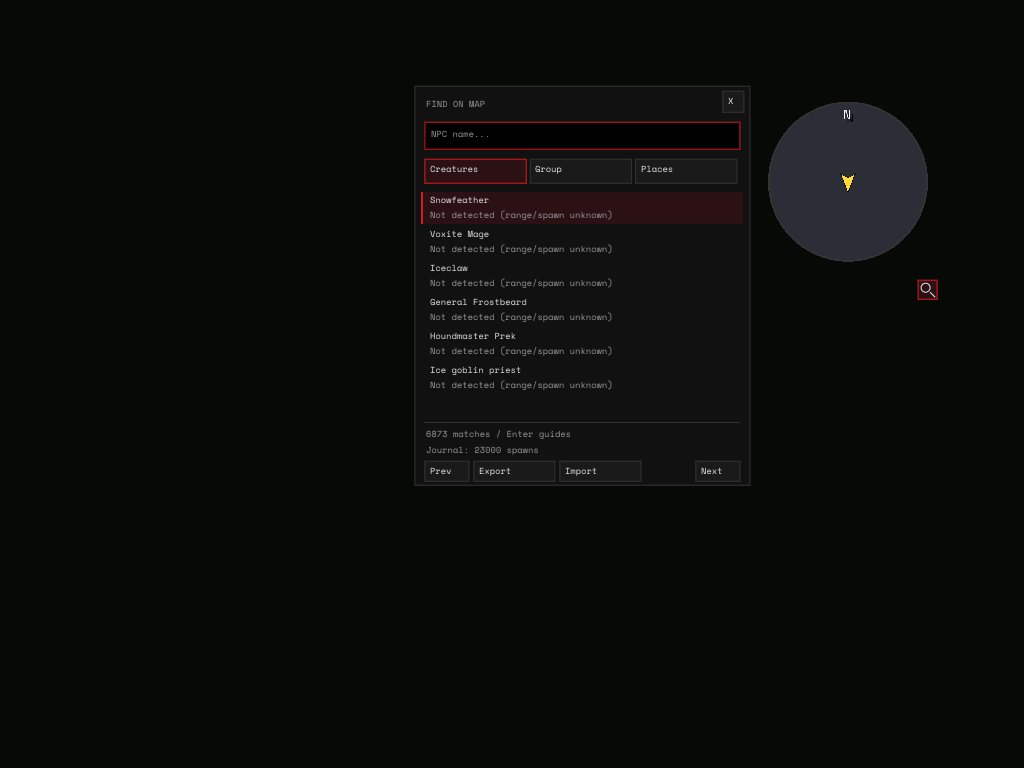 FIND ON MAP
X
NPC name...
Creatures
Group
Places
Snowfeather
Not detected (range/spawn unknown)
Voxite Mage
Not detected (range/spawn unknown)
Iceclaw
Not detected (range/spawn unknown)
General Frostbeard
Not detected (range/spawn unknown)
Houndmaster Prek
Not detected (range/spawn unknown)
Ice goblin priest
Not detected (range/spawn unknown)
6873 matches / Enter guides
Journal: 23000 spawns
Prev
Export
Import
Next
N